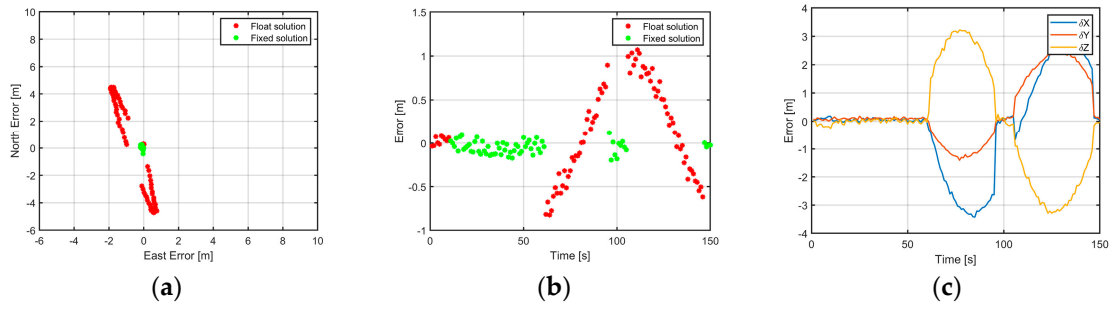 Float solution
Fixed solution
North Error [m]
10
8
6
4
2
0
-2
-4
-6
-6 -4 -2 0 2 4 6 8 10
East Error [m]
(a)
Float solution
Fixed solution
Error [m]
1.5
1
0.5
0
-0.5
-1
0 50 100 150
Time [s]
(b)
δX
δY
δZ
Error [m]
4
3
2
1
0
-1
-2
-3
-4
0 50 100 150
Time [s]
(c)